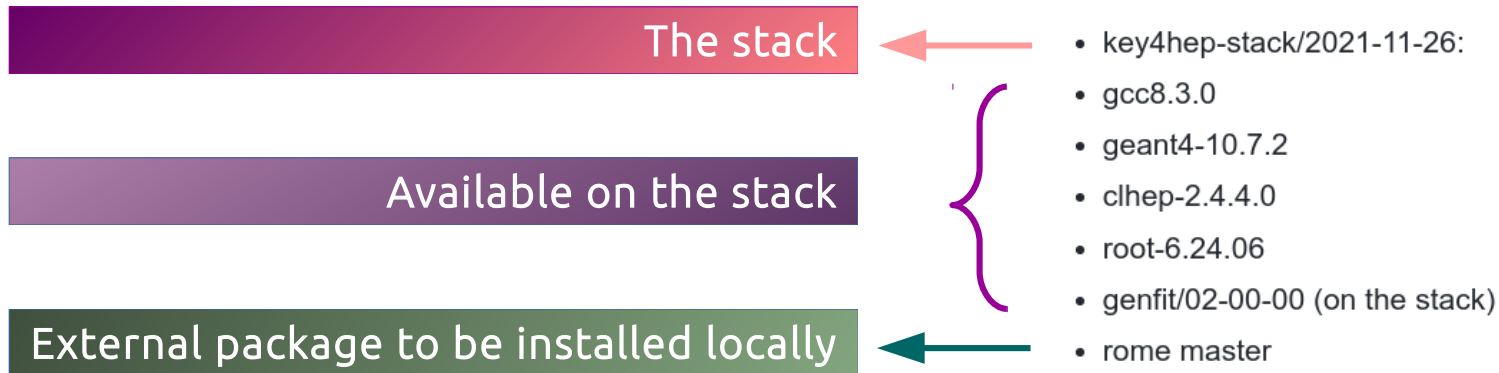 The stack
Available on the stack
External package to be installed locally
• key4hep-stack/2021-11-26:
• gcc8.3.0
• geant4-10.7.2
• clhep-2.4.4.0
• root-6.24.06
• genfit/02-00-00 (on the stack)
• rome master